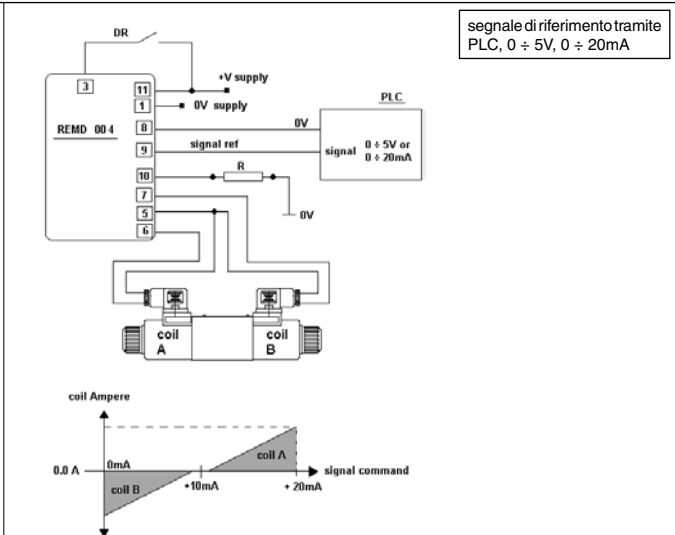 segnale di riferimento tramite
PLC, 0 ÷ 5V, 0 ÷ 20mA
DR
3
11
+V supply
1
0V supply
PLC
REMD 004
8
0V
9
signal ref
signal
0 ÷ 5V or
0 ÷ 20mA
10
R
7
5
0V
6
coil
A
coil
B
coil Ampere
coil A
0.0 A
0mA
signal command
coil B
+10mA
+ 20mA